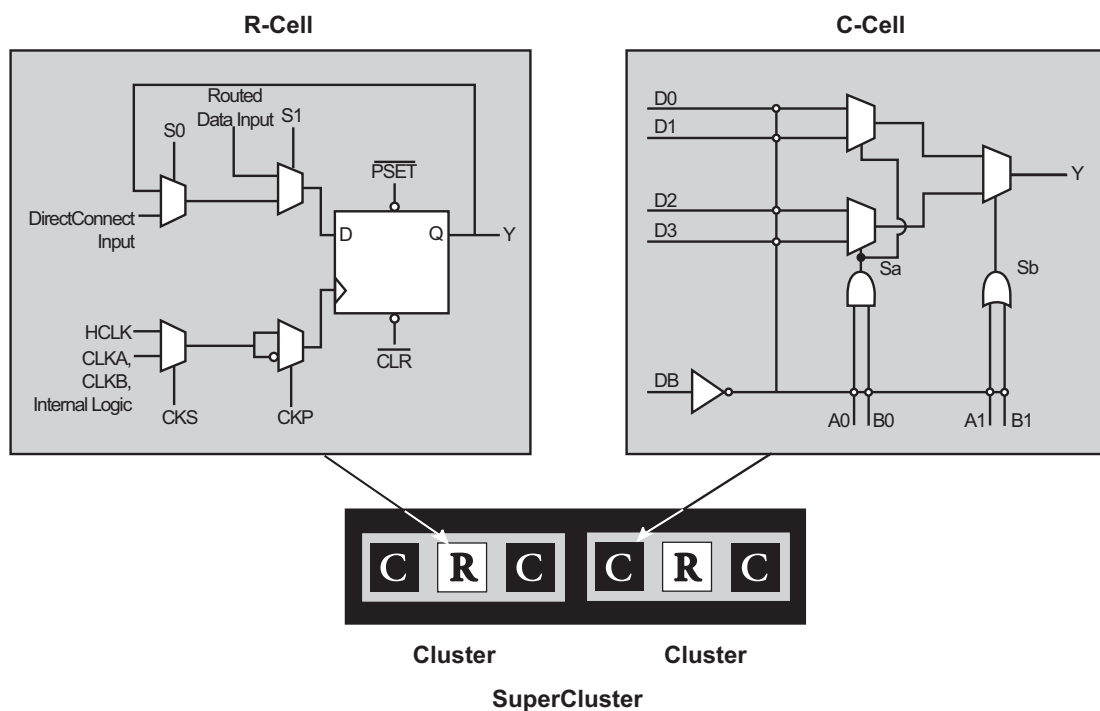 R-Cell
C-Cell
Routed
Data Input
S1
S0
PSET
DirectConnect
Input
D
Q
Y
HCLK
CLKA,
CLKB,
Internal Logic
CKS
CKP
CLR
D0
D1
D2
D3
Sa
Sb
Y
DB
A0
B0
A1
B1
C
R
C
C
R
C
Cluster
Cluster
SuperCluster